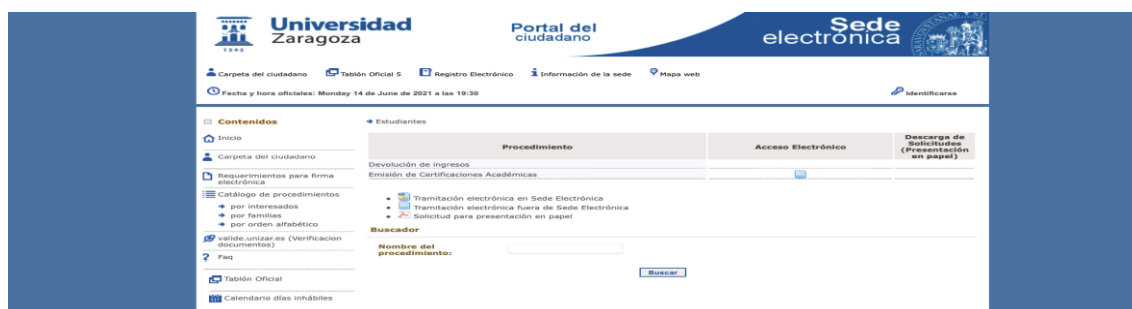 Universidad
Zaragoza
1542
Portal del
ciudadano
Sede
electrónica
Carpeta del ciudadano Tablón Oficial 5 Registro Electrónico Información de la sede Mapa web
Fecha y hora oficiales: Monday 14 de June de 2021 a las 19:30 Identificarse
Contenidos
Inicio
Carpeta del ciudadano
Requerimientos para firma
electrónica
Catálogo de procedimientos
por interesados
por familias
por orden alfabético
valide.unizar.es (Verificacion
documentos)
Faq
Tablón Oficial
Calendario días inhábiles
Estudiantes
Procedimiento Acceso Electrónico Descarga de
Solicitudes
(Presentación
en papel)
Devolución de ingresos
Emisión de Certificaciones Académicas
Tramitación electrónica en Sede Electrónica
Tramitación electrónica fuera de Sede Electrónica
Solicitud para presentación en papel
Buscador
Nombre del
procedimiento:
Buscar